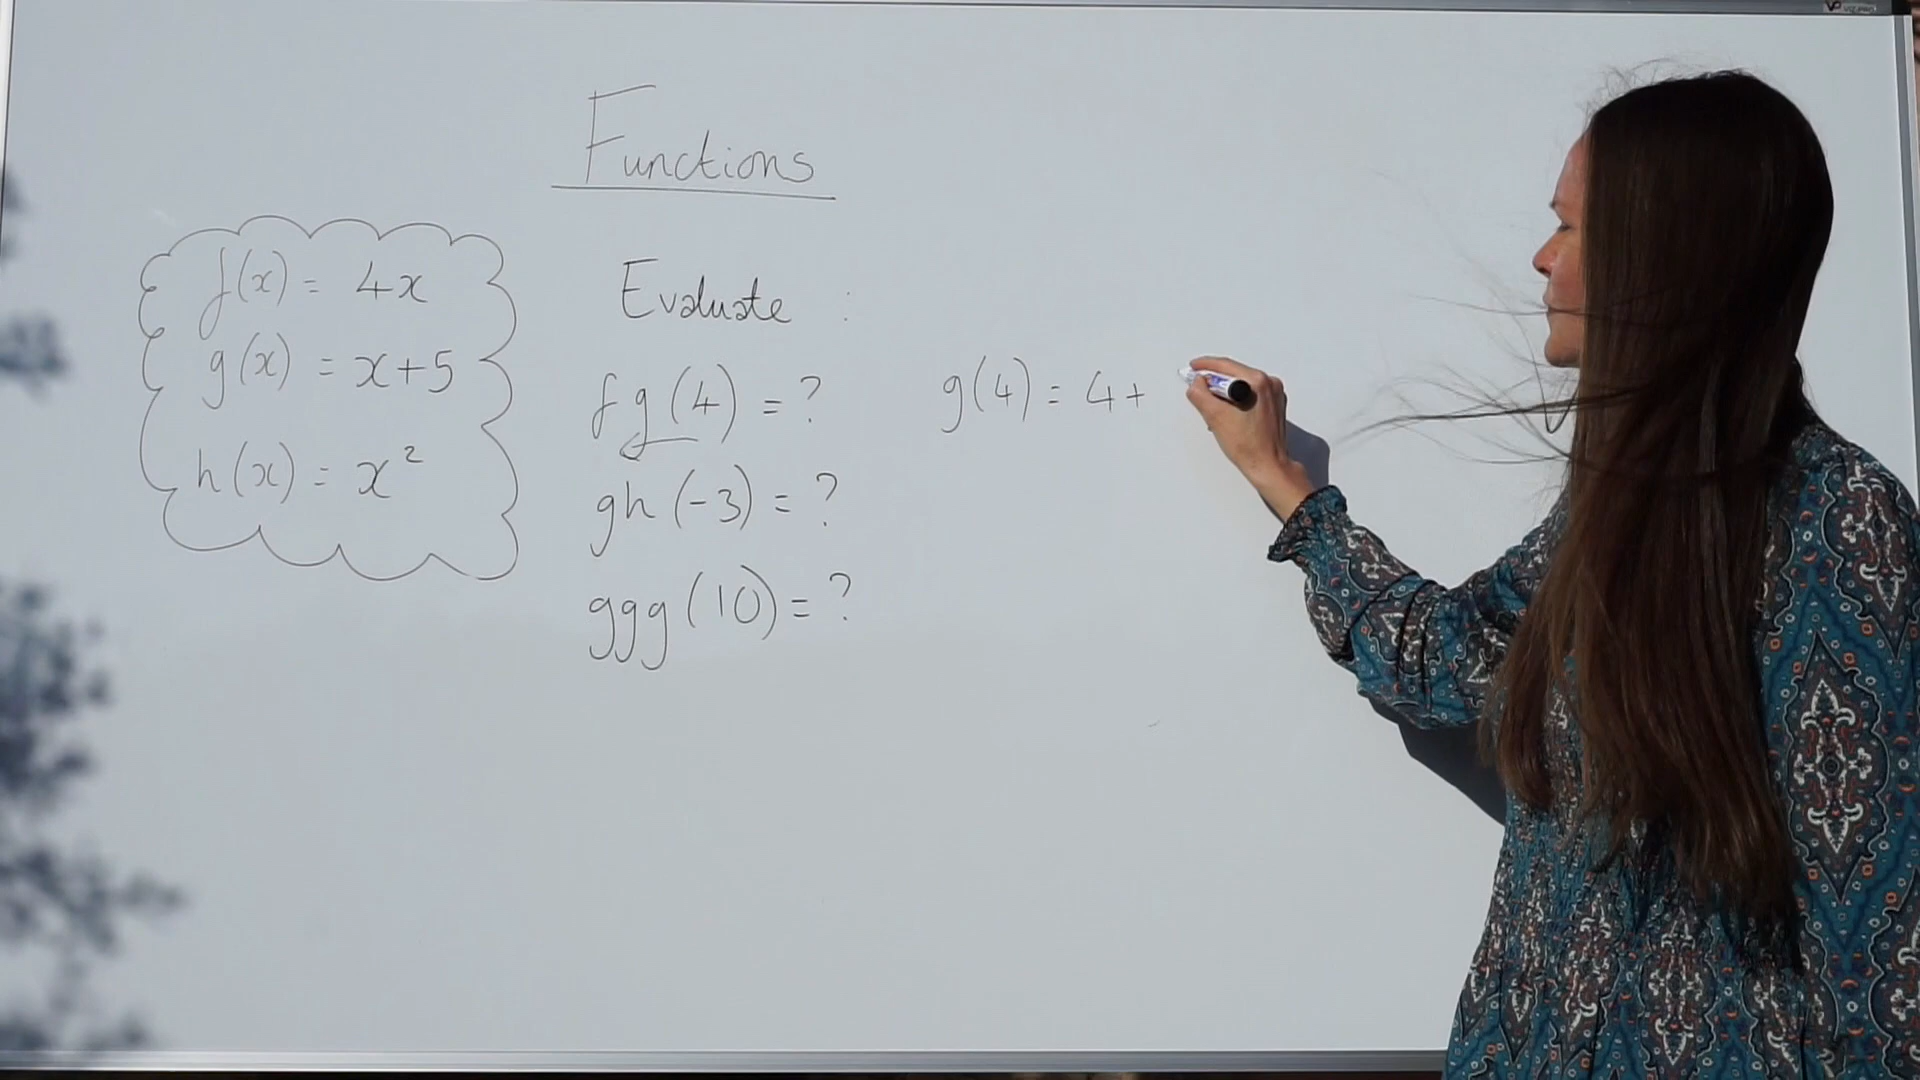 Functions
f(x) = 4x
g(x) = x+5
h(x) = x²
Evaluate :
fg(4) = ?
gh(-3) = ?
ggg(10) = ?
g(4) = 4+